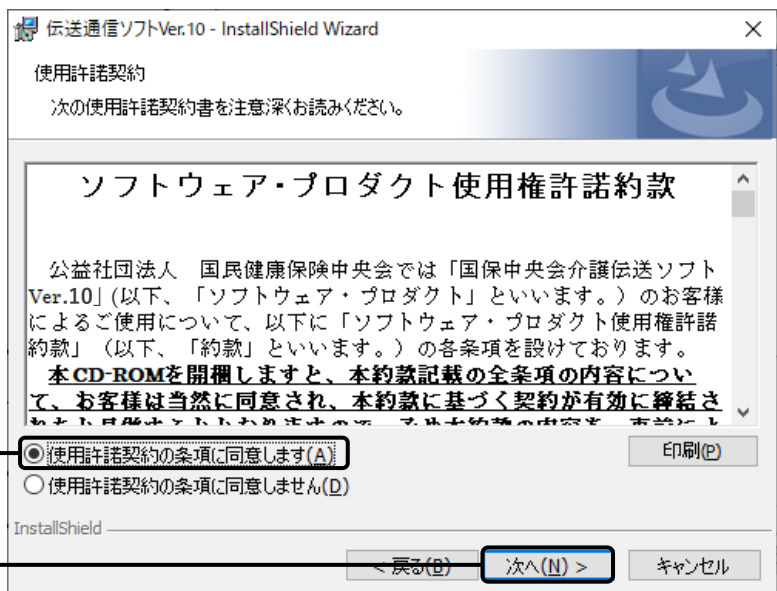 伝送通信ソフトVer.10 - InstallShield Wizard
使用許諾契約
次の使用許諾契約書を注意深くお読みください。
ソフトウェア・プロダクト使用権許諾約款
公益社団法人 国民健康保険中央会では「国保中央会介護伝送ソフト
Ver.10」(以下、「ソフトウェア・プロダクト」といいます。)のお客様
によるご使用について、以下に「ソフトウェア・プロダクト使用権許諾
約款」(以下、「約款」といいます。)の各条項を設けております。
本CD-ROMを開梱しますと、本約款記載の全条項の内容につい
て、お客様は当然に同意され、本約款に基づく契約が有効に締結さ
使用許諾契約の条項に同意します(A)
印刷(P)
使用許諾契約の条項に同意しません(D)
InstallShield
< 戻る(B)
次へ(N) >
キャンセル